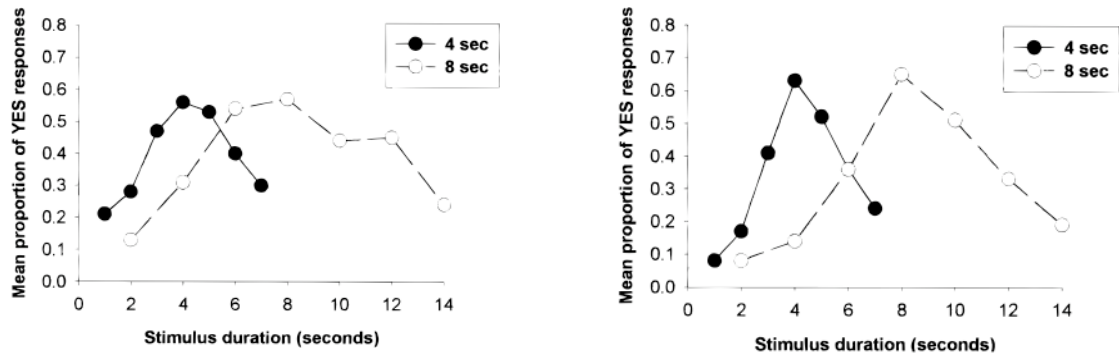 Mean proportion of YES responses
0.8
0.7
0.6
0.5
0.4
0.3
0.2
0.1
0.0
4 sec
8 sec
0 2 4 6 8 10 12 14
Stimulus duration (seconds)
Mean proportion of YES responses
0.8
0.7
0.6
0.5
0.4
0.3
0.2
0.1
0.0
4 sec
8 sec
0 2 4 6 8 10 12 14
Stimulus duration (seconds)